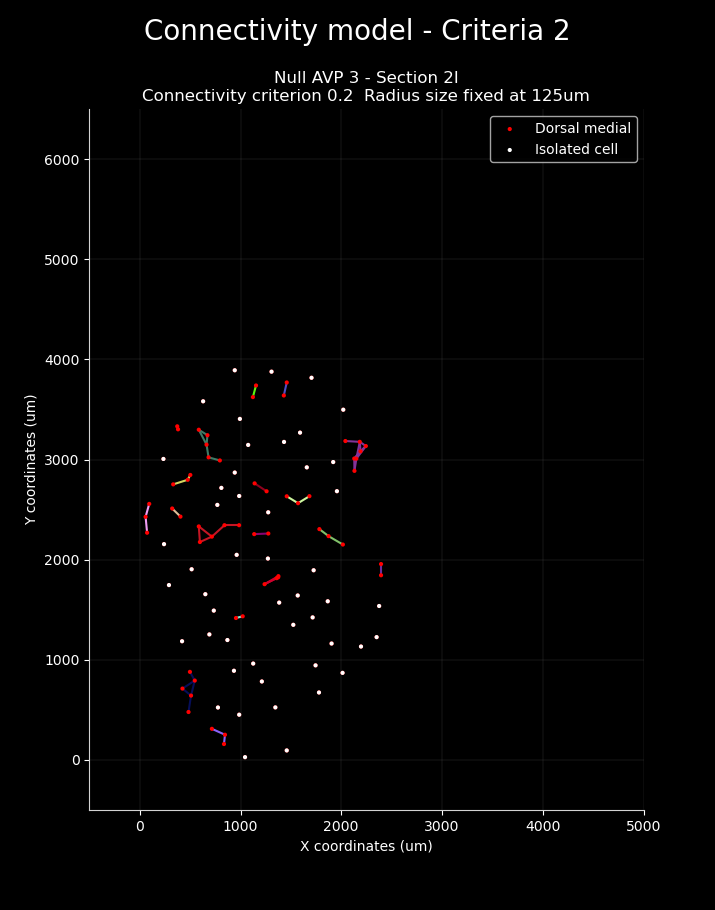 Connectivity model - Criteria 2
Null AVP 3 - Section 2l
Connectivity criterion 0.2  Radius size fixed at 125um
Dorsal medial
Isolated cell
6000
5000
4000
3000
2000
1000
0
Y coordinates (um)
0 1000 2000 3000 4000 5000
X coordinates (um)